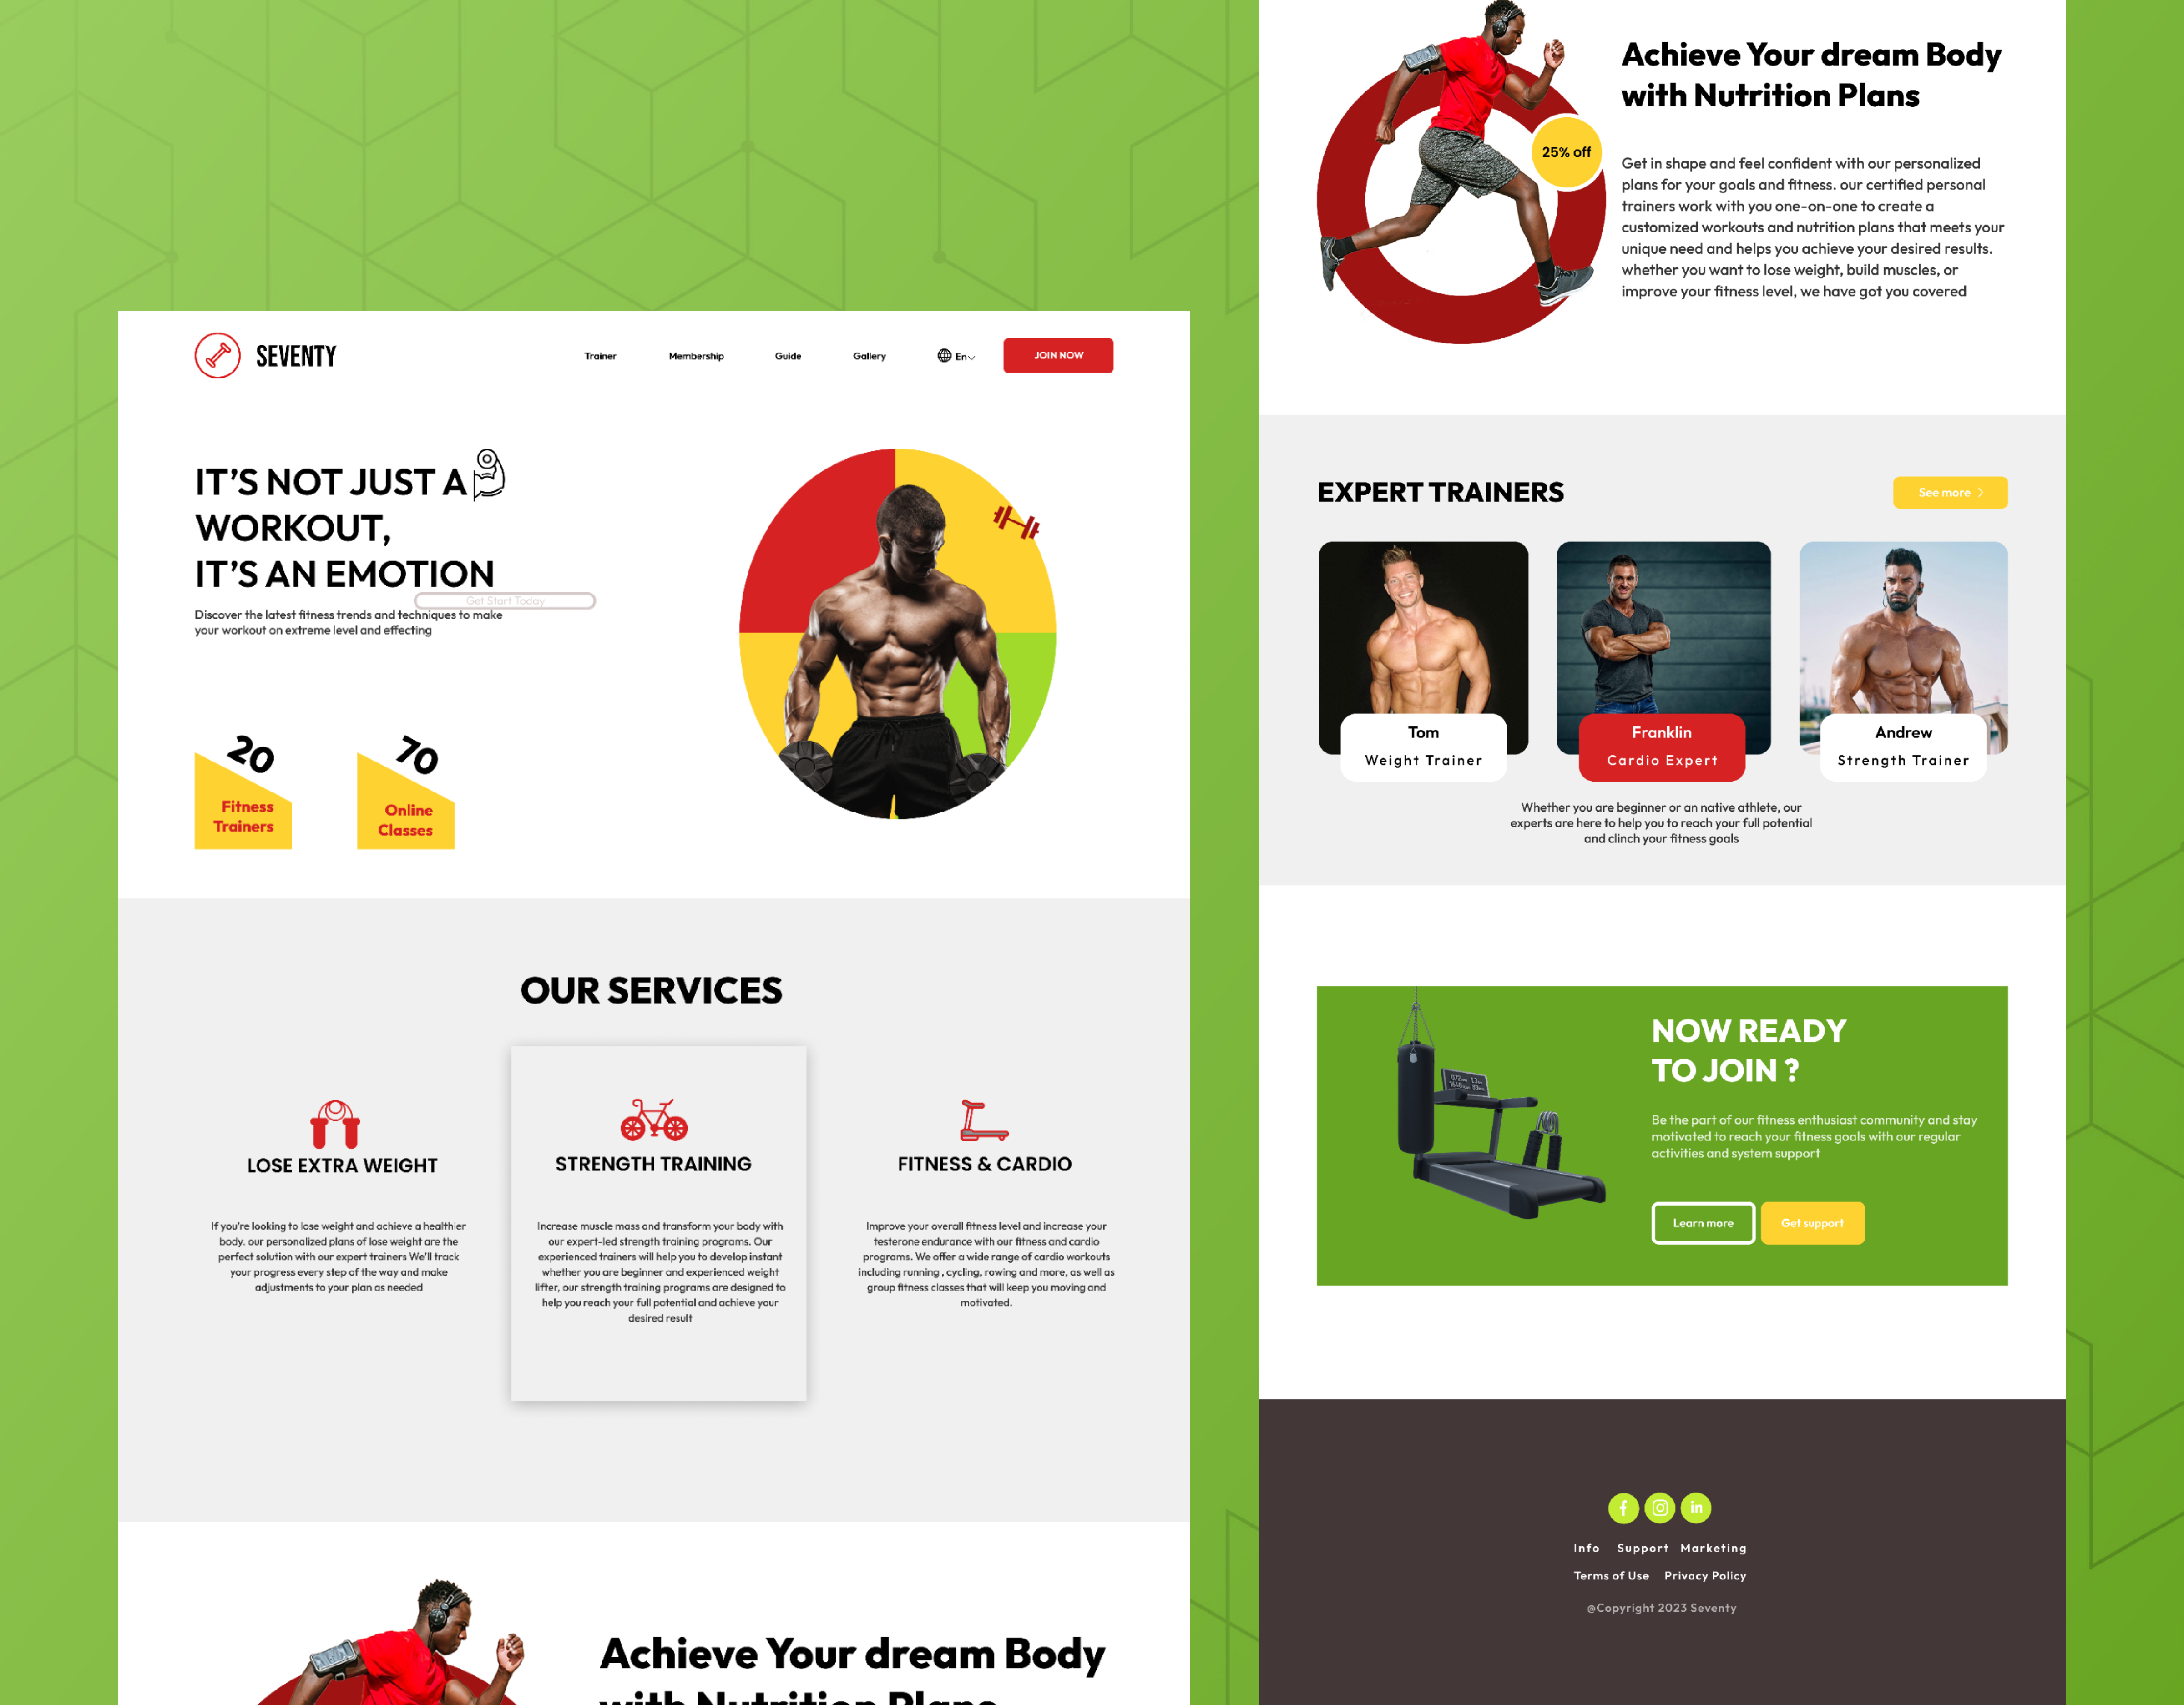 SEVENTY
Trainer
Membership
Guide
Gallery
En
JOIN NOW
IT'S NOT JUST A
WORKOUT,
IT'S AN EMOTION
Get Start Today
Discover the latest fitness trends and techniques to make
your workout on extreme level and effecting
20
Fitness
Trainers
70
Online
Classes
OUR SERVICES
LOSE EXTRA WEIGHT
If you're looking to lose weight and achieve a healthier
body. our personalized plans of lose weight are the
perfect solution with our expert trainers We'll track
your progress every step of the way and make
adjustments to your plan as needed
STRENGTH TRAINING
Increase muscle mass and transform your body with
our expert-led strength training programs. Our
experienced trainers will help you to develop instant
whether you are beginner and experienced weight
lifter, our strength training programs are designed to
help you reach your full potential and achieve your
desired result
FITNESS & CARDIO
Improve your overall fitness level and increase your
testerone endurance with our fitness and cardio
programs. We offer a wide range of cardio workouts
including running , cycling, rowing and more, as well as
group fitness classes that will keep you moving and
motivated.
Achieve Your dream Body
with Nutrition Plans
25% off
Achieve Your dream Body
with Nutrition Plans
Get in shape and feel confident with our personalized
plans for your goals and fitness. our certified personal
trainers work with you one-on-one to create a
customized workouts and nutrition plans that meets your
unique need and helps you achieve your desired results.
whether you want to lose weight, build muscles, or
improve your fitness level, we have got you covered
EXPERT TRAINERS
See more
Tom
Weight Trainer
Franklin
Cardio Expert
Andrew
Strength Trainer
Whether you are beginner or an native athlete, our
experts are here to help you to reach your full potential
and clinch your fitness goals
NOW READY
TO JOIN ?
Be the part of our fitness enthusiast community and stay
motivated to reach your fitness goals with our regular
activities and system support
Learn more
Get support
f
in
Info Support Marketing
Terms of Use Privacy Policy
@Copyright 2023 Seventy